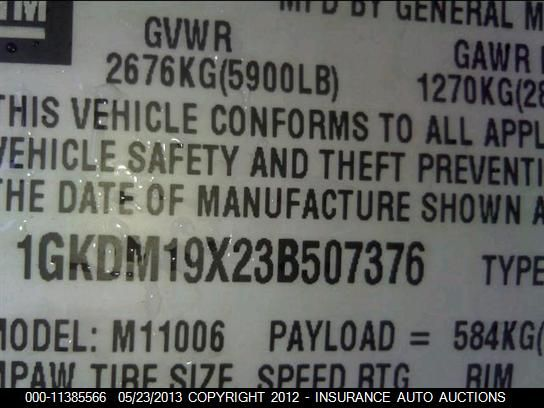 GM
MFD BY GENERAL M
GVWR
GAWR
2676KG(5900LB)
1270KG(28
THIS VEHICLE CONFORMS TO ALL APPL
VEHICLE SAFETY AND THEFT PREVENTI
THE DATE OF MANUFACTURE SHOWN A
1GKDM19X23B507376 TYPE
MODEL: M11006 PAYLOAD = 584KG(
TIRE SIZE SPEED RTG RIM
000-11385566 05/23/2013 COPYRIGHT 2012 - INSURANCE AUTO AUCTIONS